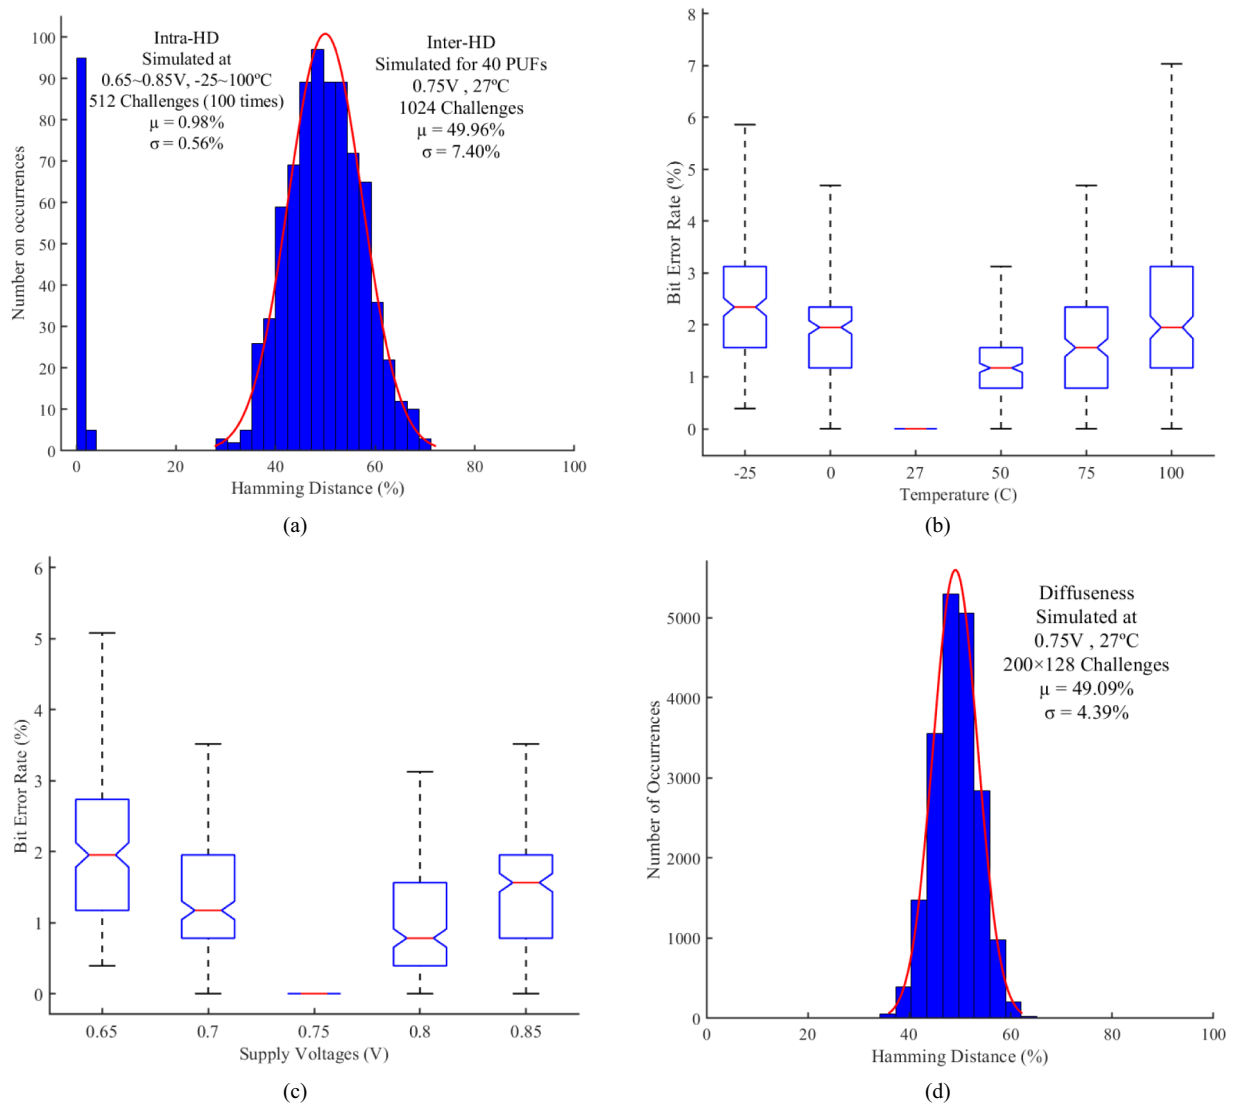 Intra-HD
Simulated at
0.65~0.85V, -25~100ºC
512 Challenges (100 times)
μ = 0.98%
σ = 0.56%
Inter-HD
Simulated for 40 PUFs
0.75V , 27ºC
1024 Challenges
μ = 49.96%
σ = 7.40%
Number on occurrences
100
90
80
70
60
50
40
30
20
10
0
0 20 40 60 80 100
Hamming Distance (%)
(a)
Bit Error Rate (%)
8
7
6
5
4
3
2
1
0
-25 0 27 50 75 100
Temperature (C)
(b)
Bit Error Rate (%)
6
5
4
3
2
1
0
0.65 0.7 0.75 0.8 0.85
Supply Voltages (V)
(c)
Diffuseness
Simulated at
0.75V , 27ºC
200×128 Challenges
μ = 49.09%
σ = 4.39%
Number of Occurrences
5000
4000
3000
2000
1000
0
0 20 40 60 80 100
Hamming Distance (%)
(d)